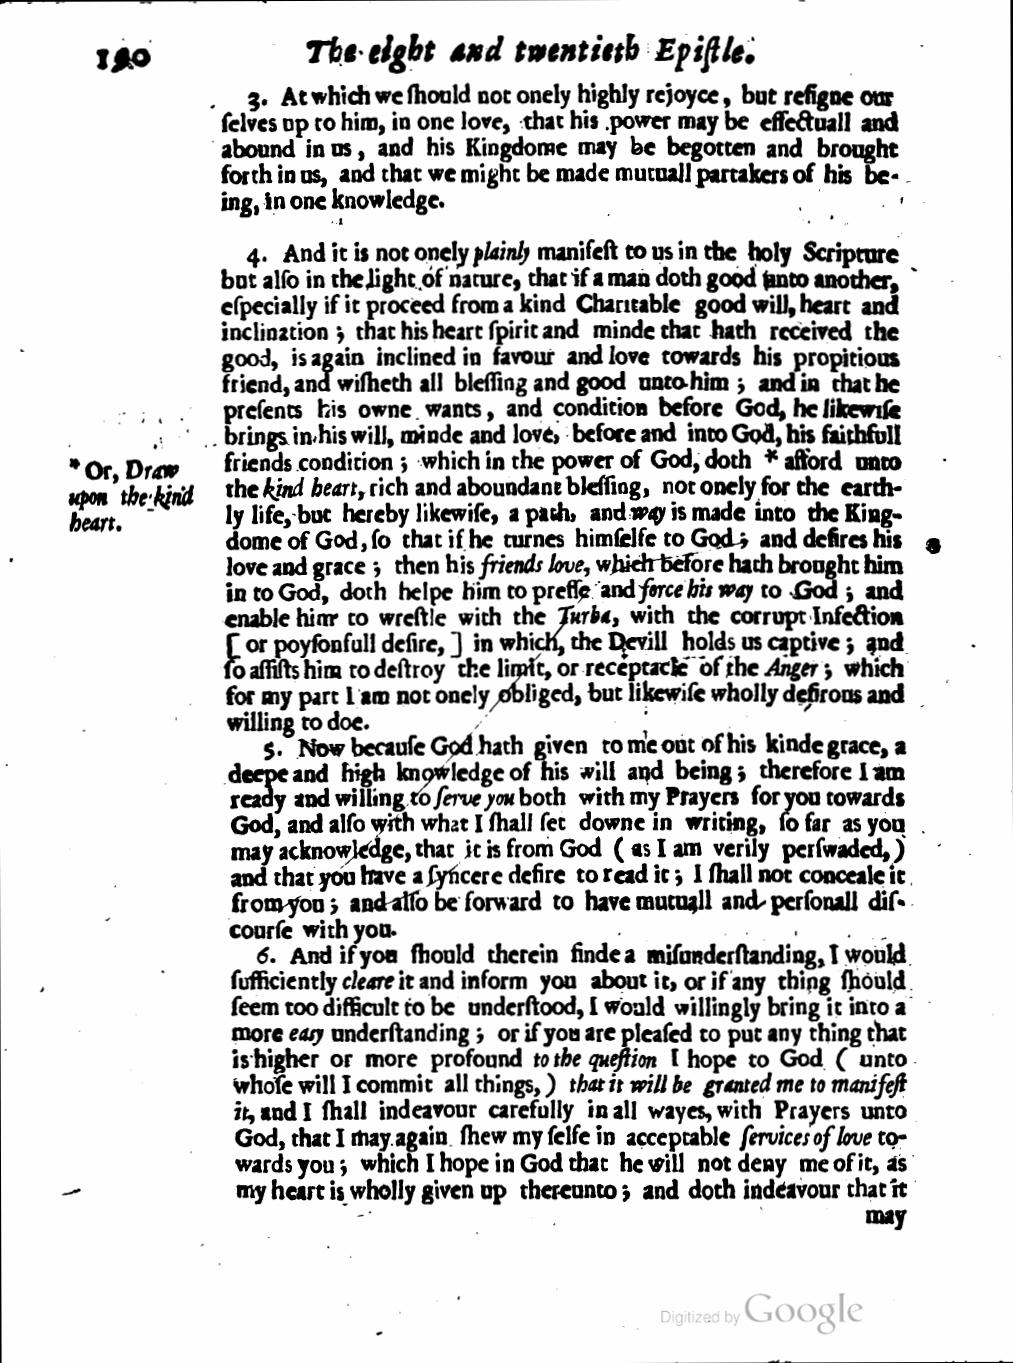 190 The eight and twentieth Epiſtle.
3. At which we ſhould not onely highly rejoyce, but reſigne our
ſelves up to him, in one love, that his power may be effectuall and
abound in us, and his Kingdome may be begotten and brought
forth in us, and that we might be made mutuall partakers of his be-
ing, in one knowledge.
4. And it is not onely plainly manifeſt to us in the holy Scripture
but alſo in the light of nature, that if a man doth good unto another,
eſpecially if it proceed from a kind Charitable good will, heart and
inclination ; that his heart ſpirit and minde that hath received the
good, is again inclined in favour and love towards his propitious
friend, and wiſheth all bleſſing and good unto him ; and in that he
preſents his owne wants, and condition before God, he likewiſe
brings in his will, minde and love, before and into God, his faithfull
friends condition ; which in the power of God, doth * afford unto
the kind heart, rich and aboundant bleſſing, not onely for the earth-
ly life, but hereby likewiſe, a path, and way is made into the King-
dome of God, ſo that if he turnes himſelfe to God ; and deſires his
love and grace ; then his friends love, which before hath brought him
in to God, doth helpe him to preſſe and force his way to God ; and
enable him to wreſtle with the Turba, with the corrupt Infection
[ or poyſonfull deſire, ] in which, the Devill holds us captive ; and
ſo aſſiſts him to deſtroy the limit, or receptacle of the Anger ; which
for my part I am not onely obliged, but likewiſe wholly deſirous and
willing to doe.
* Or, Draw
upon the kind
heart.
5. Now becauſe God hath given to me out of his kinde grace, a
deepe and high knowledge of his will and being ; therefore I am
ready and willing to ſerve you both with my Prayers for you towards
God, and alſo with what I ſhall ſet downe in writing, ſo far as you
may acknowledge, that it is from God ( as I am verily perſwaded, )
and that you have a ſyncere deſire to read it ; I ſhall not conceale it
from you ; and alſo be forward to have mutuall and perſonall diſ-
courſe with you.
6. And if you ſhould therein finde a miſunderſtanding, I would
ſufficiently cleare it and inform you about it, or if any thing ſhould
ſeem too difficult to be underſtood, I would willingly bring it into a
more eaſy underſtanding ; or if you are pleaſed to put any thing that
is higher or more profound to the queſtion I hope to God ( unto
whoſe will I commit all things, ) that it will be granted me to manifeſt
it, and I ſhall indeavour carefully in all wayes, with Prayers unto
God, that I may again ſhew my ſelfe in acceptable ſervices of love to-
wards you ; which I hope in God that he will not deny me of it, as
my heart is wholly given up thereunto ; and doth indeavour that it
may
Digitized by Google